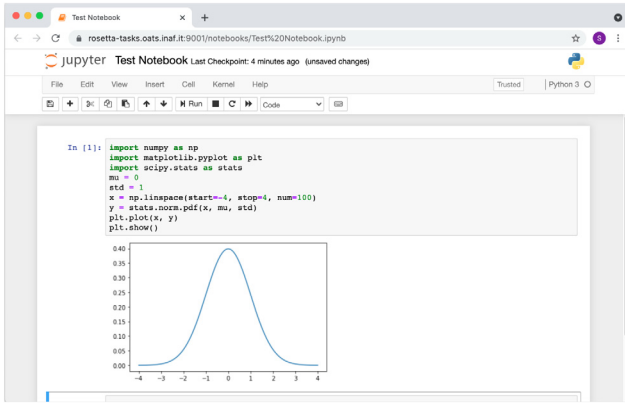 Test Notebook
rosetta-tasks.oats.inaf.it:9001/notebooks/Test%20Notebook.ipynb
S
jupyter Test Notebook Last Checkpoint: 4 minutes ago (unsaved changes)
File Edit View Insert Cell Kernel Help Trusted Python 3
Run Code
In [1]: import numpy as np
import matplotlib.pyplot as plt
import scipy.stats as stats
mu = 0
std = 1
x = np.linspace(start=-4, stop=4, num=100)
y = stats.norm.pdf(x, mu, std)
plt.plot(x, y)
plt.show()
0.40
0.35
0.30
0.25
0.20
0.15
0.10
0.05
0.00
−4 −3 −2 −1 0 1 2 3 4